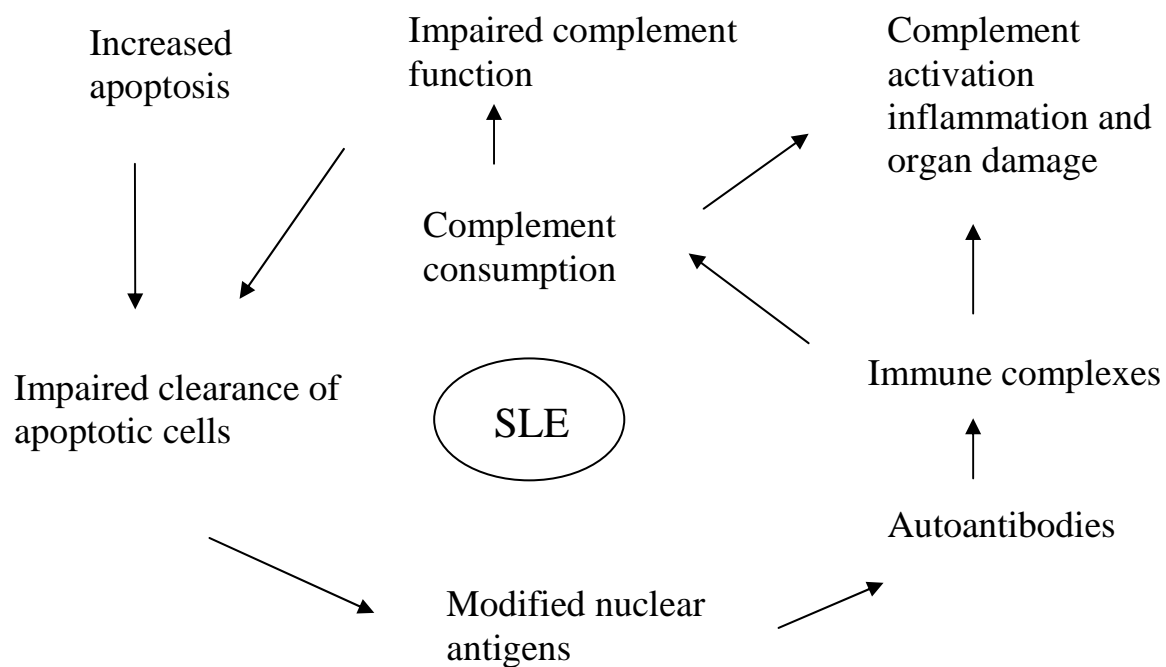 Increased
apoptosis
Impaired complement
function
Complement
activation
inflammation and
organ damage
Complement
consumption
Impaired clearance of
apoptotic cells
SLE
Immune complexes
Autoantibodies
Modified nuclear
antigens